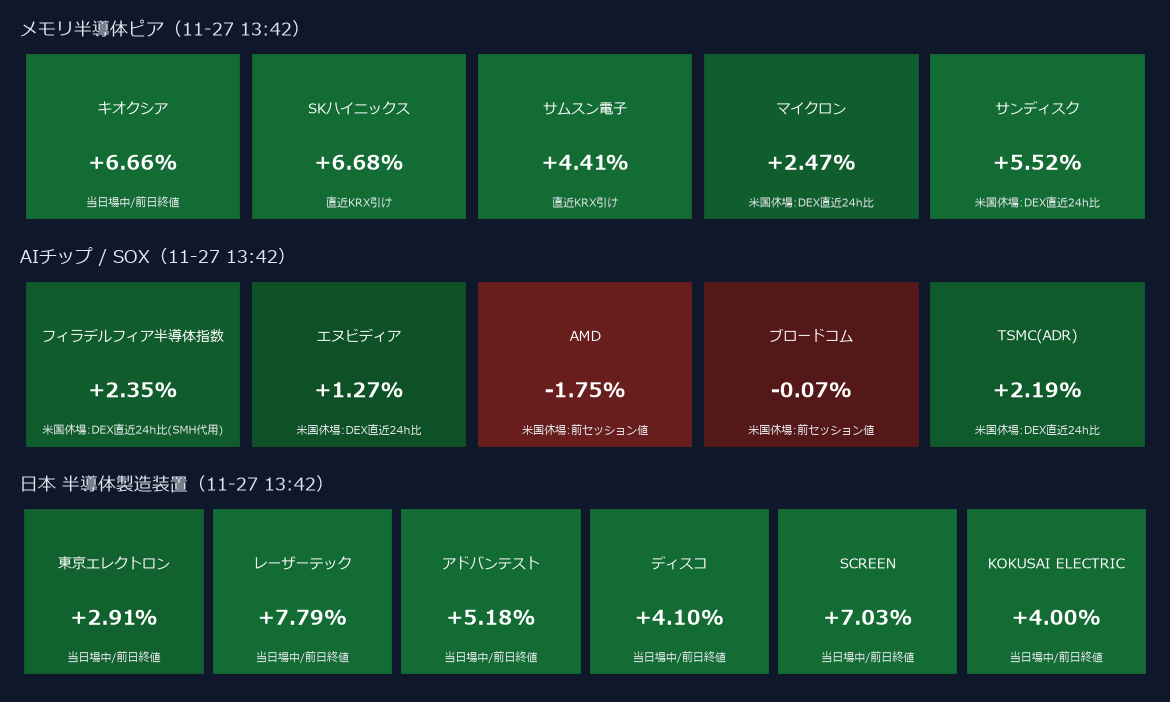 メモリ半導体ピア（11-27 13:42）
キオクシア
+6.66%
当日場中/前日終値
SKハイニックス
+6.68%
直近KRX引け
サムスン電子
+4.41%
直近KRX引け
マイクロン
+2.47%
米国休場:DEX直近24h比
サンディスク
+5.52%
米国休場:DEX直近24h比
AIチップ / SOX（11-27 13:42）
フィラデルフィア半導体指数
+2.35%
米国休場:DEX直近24h比(SMH代用)
エヌビディア
+1.27%
米国休場:DEX直近24h比
AMD
-1.75%
米国休場:前セッション値
ブロードコム
-0.07%
米国休場:前セッション値
TSMC(ADR)
+2.19%
米国休場:DEX直近24h比
日本 半導体製造装置（11-27 13:42）
東京エレクトロン
+2.91%
当日場中/前日終値
レーザーテック
+7.79%
当日場中/前日終値
アドバンテスト
+5.18%
当日場中/前日終値
ディスコ
+4.10%
当日場中/前日終値
SCREEN
+7.03%
当日場中/前日終値
KOKUSAI ELECTRIC
+4.00%
当日場中/前日終値